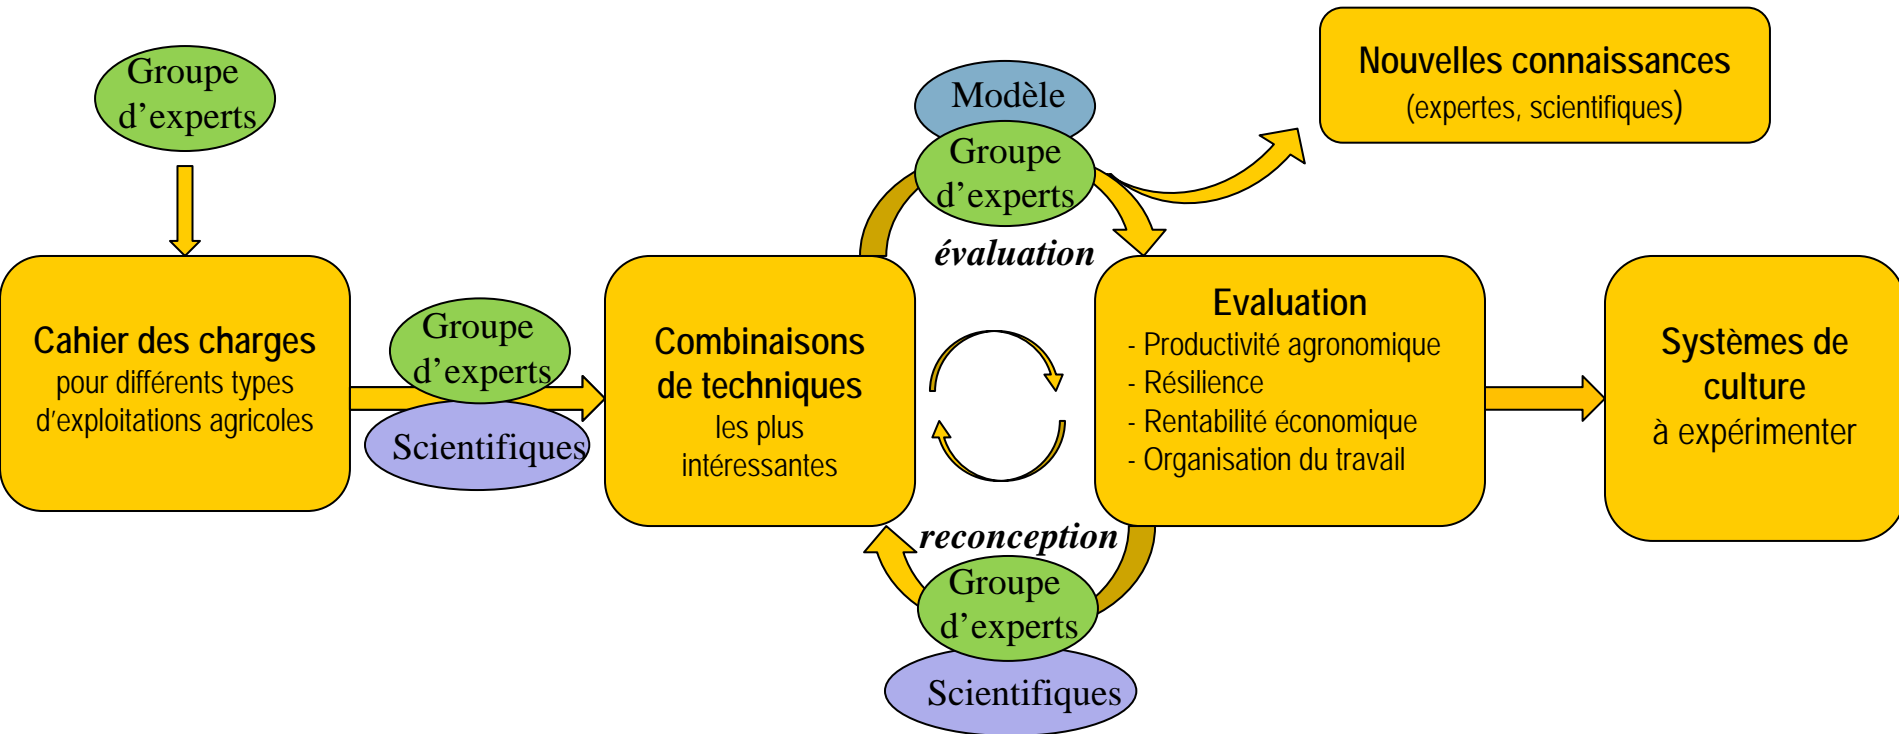 Groupe
d’experts
Cahier des charges
pour différents types
d’exploitations agricoles
Groupe
d’experts
Scientifiques
Combinaisons
de techniques
les plus
intéressantes
Modèle
Groupe
d’experts
évaluation
reconception
Groupe
d’experts
Scientifiques
Nouvelles connaissances
(expertes, scientifiques)
Evaluation
- Productivité agronomique
- Résilience
- Rentabilité économique
- Organisation du travail
Systèmes de
culture
à expérimenter